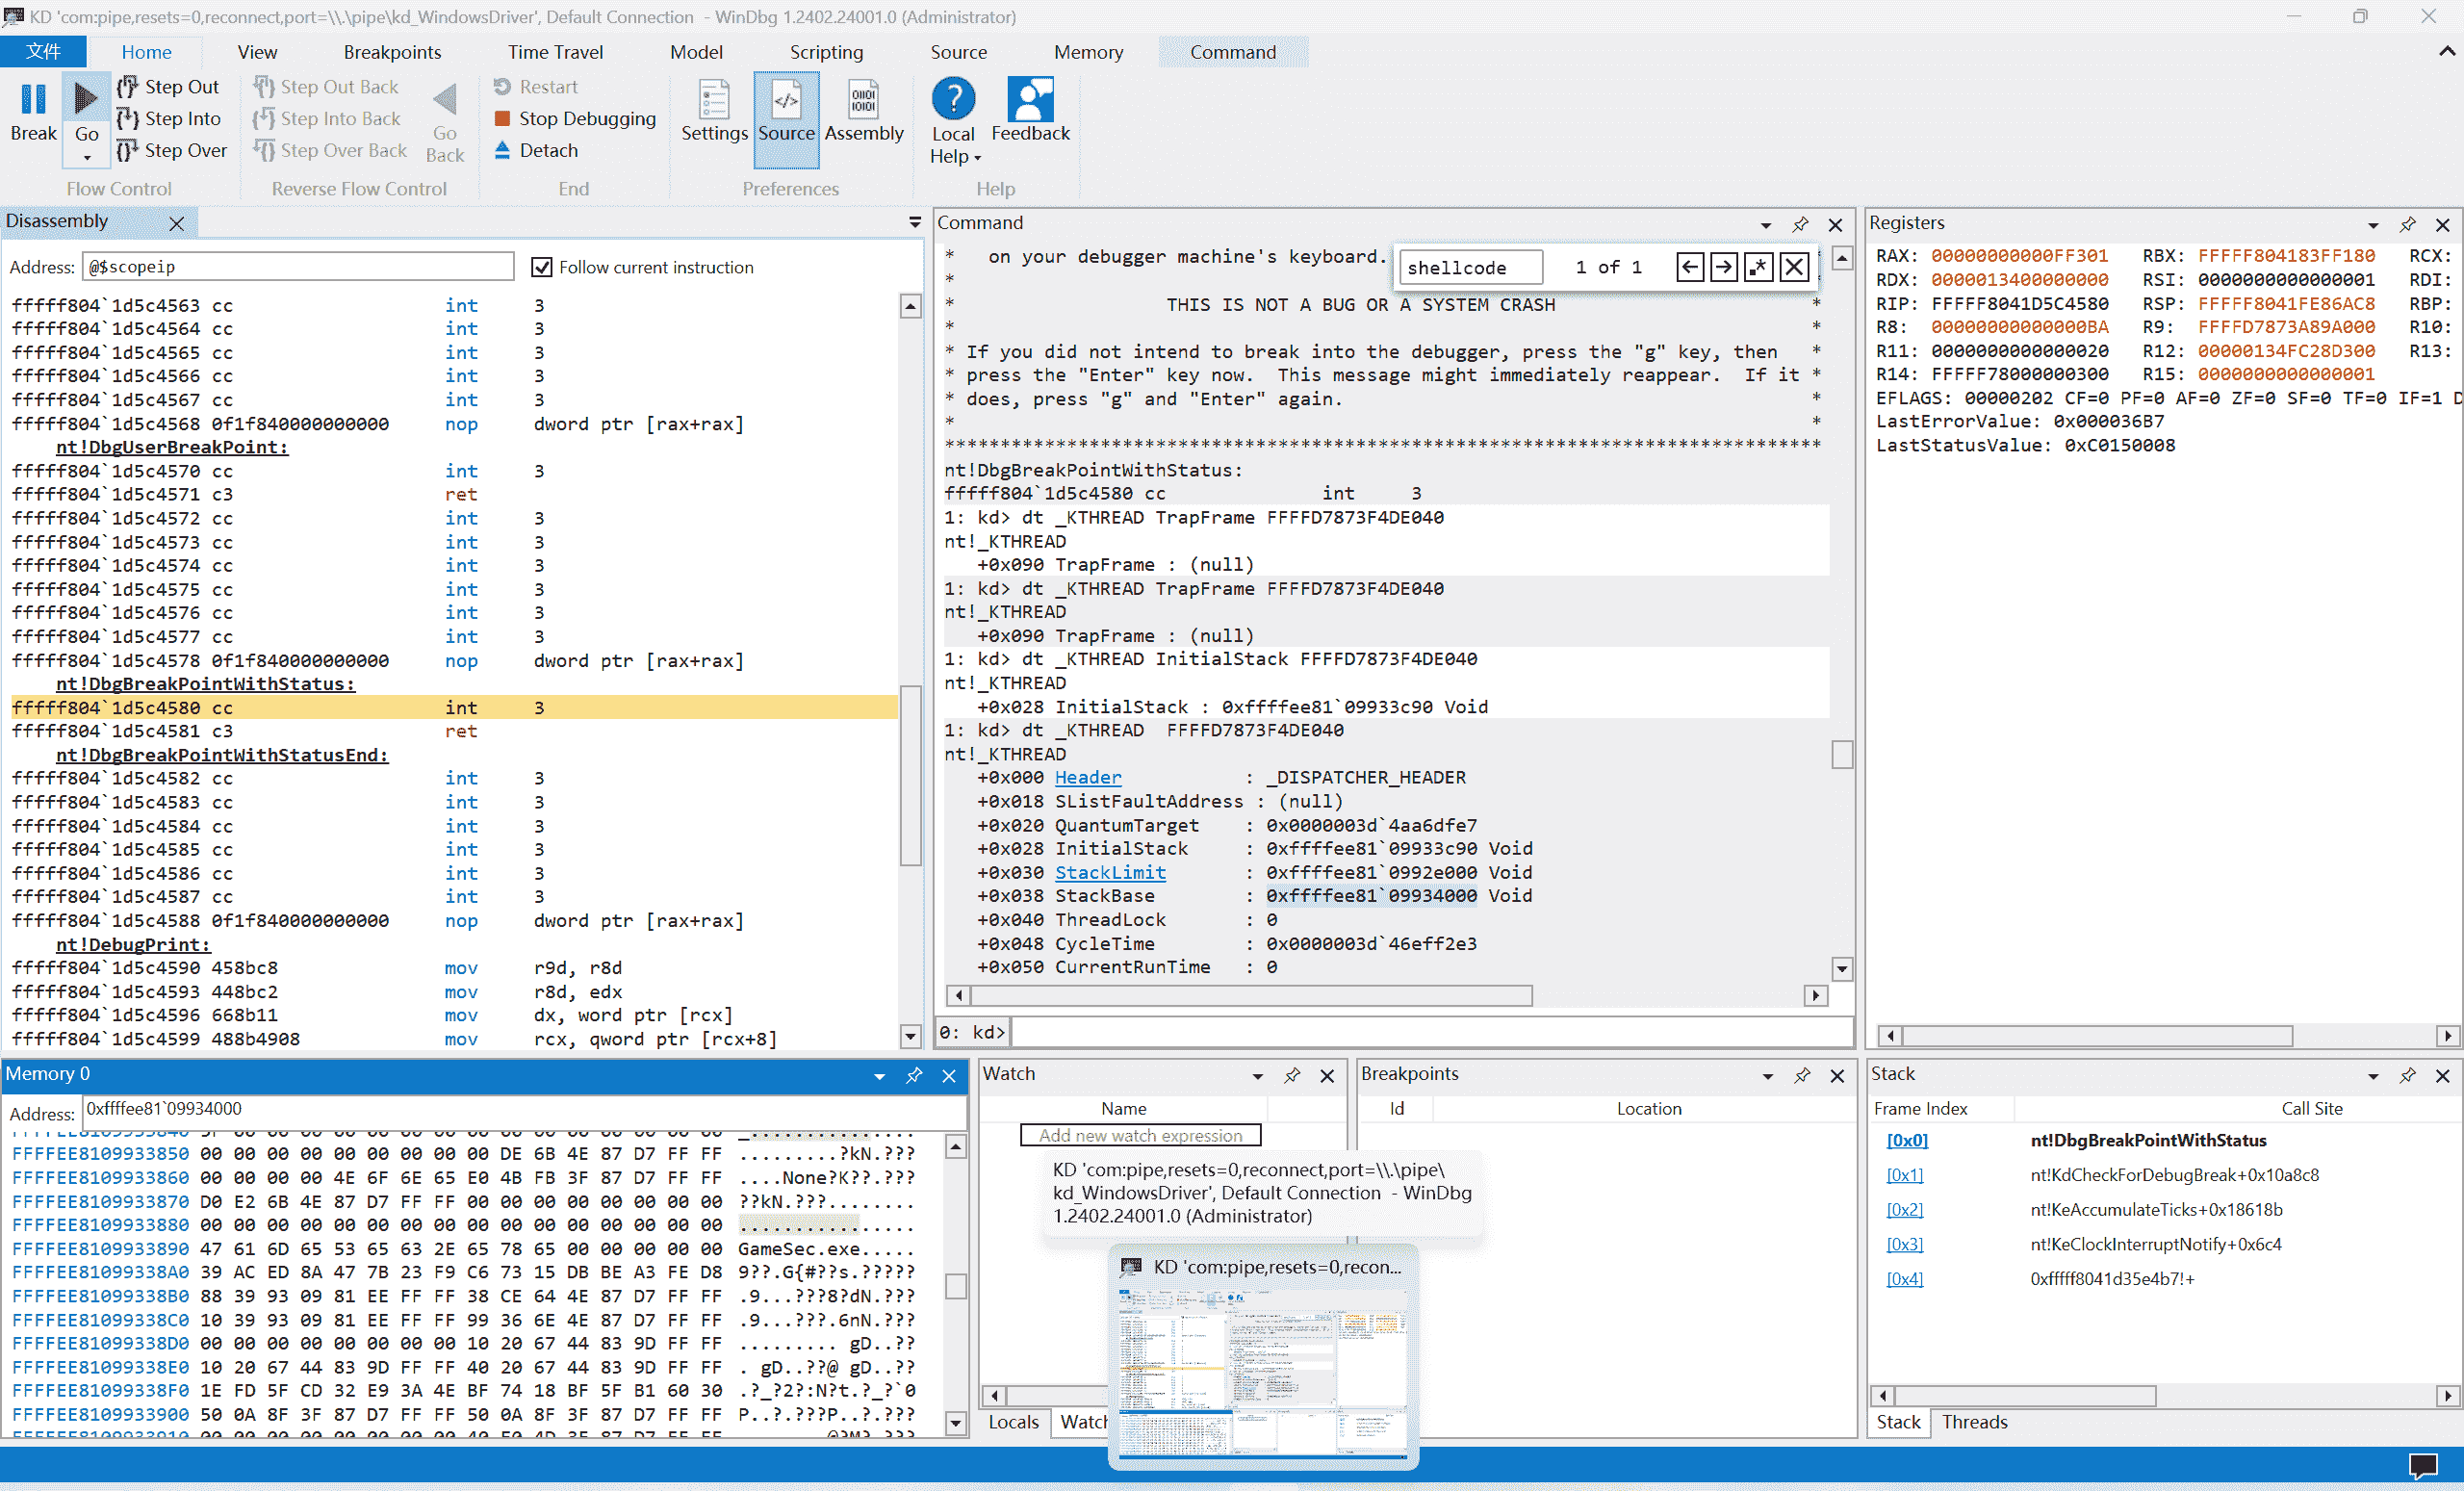 KD 'com:pipe,resets=0,reconnect,port=\\.\pipe\kd_WindowsDriver', Default Connection - WinDbg 1.2402.24001.0 (Administrator)
文件 Home View Breakpoints Time Travel Model Scripting Source Memory Command
Break
Go
Step Out
Step Into
Step Over
Flow Control
Step Out Back
Step Into Back
Step Over Back
Go Back
Reverse Flow Control
Restart
Stop Debugging
Detach
End
Settings
Source
Assembly
Preferences
Local Help
Feedback
Help
Disassembly
Address: @$scopeip Follow current instruction
fffff804`1d5c4563 cc int 3
fffff804`1d5c4564 cc int 3
fffff804`1d5c4565 cc int 3
fffff804`1d5c4566 cc int 3
fffff804`1d5c4567 cc int 3
fffff804`1d5c4568 0f1f840000000000 nop dword ptr [rax+rax]
nt!DbgUserBreakPoint:
fffff804`1d5c4570 cc int 3
fffff804`1d5c4571 c3 ret
fffff804`1d5c4572 cc int 3
fffff804`1d5c4573 cc int 3
fffff804`1d5c4574 cc int 3
fffff804`1d5c4575 cc int 3
fffff804`1d5c4576 cc int 3
fffff804`1d5c4577 cc int 3
fffff804`1d5c4578 0f1f840000000000 nop dword ptr [rax+rax]
nt!DbgBreakPointWithStatus:
fffff804`1d5c4580 cc int 3
fffff804`1d5c4581 c3 ret
nt!DbgBreakPointWithStatusEnd:
fffff804`1d5c4582 cc int 3
fffff804`1d5c4583 cc int 3
fffff804`1d5c4584 cc int 3
fffff804`1d5c4585 cc int 3
fffff804`1d5c4586 cc int 3
fffff804`1d5c4587 cc int 3
fffff804`1d5c4588 0f1f840000000000 nop dword ptr [rax+rax]
nt!DebugPrint:
fffff804`1d5c4590 458bc8 mov r9d, r8d
fffff804`1d5c4593 448bc2 mov r8d, edx
fffff804`1d5c4596 668b11 mov dx, word ptr [rcx]
fffff804`1d5c4599 488b4908 mov rcx, qword ptr [rcx+8]
Command
shellcode 1 of 1
* on your debugger machine's keyboard.
*
* THIS IS NOT A BUG OR A SYSTEM CRASH *
* *
* If you did not intend to break into the debugger, press the "g" key, then *
* press the "Enter" key now. This message might immediately reappear. If it *
* does, press "g" and "Enter" again. *
* *
*******************************************************************************
nt!DbgBreakPointWithStatus:
fffff804`1d5c4580 cc int 3
1: kd> dt _KTHREAD TrapFrame FFFFD7873F4DE040
nt!_KTHREAD
+0x090 TrapFrame : (null)
1: kd> dt _KTHREAD TrapFrame FFFFD7873F4DE040
nt!_KTHREAD
+0x090 TrapFrame : (null)
1: kd> dt _KTHREAD InitialStack FFFFD7873F4DE040
nt!_KTHREAD
+0x028 InitialStack : 0xffffee81`09933c90 Void
1: kd> dt _KTHREAD FFFFD7873F4DE040
nt!_KTHREAD
+0x000 Header : _DISPATCHER_HEADER
+0x018 SListFaultAddress : (null)
+0x020 QuantumTarget : 0x0000003d`4aa6dfe7
+0x028 InitialStack : 0xffffee81`09933c90 Void
+0x030 StackLimit : 0xffffee81`0992e000 Void
+0x038 StackBase : 0xffffee81`09934000 Void
+0x040 ThreadLock : 0
+0x048 CycleTime : 0x0000003d`46eff2e3
+0x050 CurrentRunTime : 0
0: kd>
Registers
RAX: 00000000000FF301 RBX: FFFFF804183FF180 RCX:
RDX: 0000013400000000 RSI: 0000000000000001 RDI:
RIP: FFFFF8041D5C4580 RSP: FFFFF8041FE86AC8 RBP:
R8: 00000000000000BA R9: FFFFD7873A89A000 R10:
R11: 0000000000000020 R12: 00000134FC28D300 R13:
R14: FFFFF78000000300 R15: 0000000000000001
EFLAGS: 00000202 CF=0 PF=0 AF=0 ZF=0 SF=0 TF=0 IF=1
LastErrorValue: 0x000036B7
LastStatusValue: 0xC0150008
Memory 0
Address: 0xffffee81`09934000
FFFFEE8109933850 00 00 00 00 00 00 00 00 00 DE 6B 4E 87 D7 FF FF .........?kN.???
FFFFEE8109933860 00 00 00 00 4E 6F 6E 65 E0 4B FB 3F 87 D7 FF FF ....None?K??.???
FFFFEE8109933870 D0 E2 6B 4E 87 D7 FF FF 00 00 00 00 00 00 00 00 ??kN.???........
FFFFEE8109933880 00 00 00 00 00 00 00 00 00 00 00 00 00 00 00 00 ................
FFFFEE8109933890 47 61 6D 65 53 65 63 2E 65 78 65 00 00 00 00 00 GameSec.exe.....
FFFFEE81099338A0 39 AC ED 8A 47 7B 23 F9 C6 73 15 DB BE A3 FE D8 9??.G{#??s.?????
FFFFEE81099338B0 88 39 93 09 81 EE FF FF 38 CE 64 4E 87 D7 FF FF .9...???8?dN.???
FFFFEE81099338C0 10 39 93 09 81 EE FF FF 99 36 6E 4E 87 D7 FF FF .9...???.6nN.???
FFFFEE81099338D0 00 00 00 00 00 00 00 00 10 20 67 44 83 9D FF FF ......... gD..??
FFFFEE81099338E0 10 20 67 44 83 9D FF FF 40 20 67 44 83 9D FF FF . gD..??@ gD..??
FFFFEE81099338F0 1E FD 5F CD 32 E9 3A 4E BF 74 18 BF 5F B1 60 30 .?_?2?:N?t.?_?`0
FFFFEE8109933900 50 0A 8F 3F 87 D7 FF FF 50 0A 8F 3F 87 D7 FF FF P..?.???P..?.???
Watch
Name
Add new watch expression
Locals Watch
KD 'com:pipe,resets=0,reconnect,port=\\.\pipe\
kd_WindowsDriver', Default Connection - WinDbg
1.2402.24001.0 (Administrator)
KD 'com:pipe,resets=0,recon...
Breakpoints
Id Location
Stack
Frame Index Call Site
[0x0] nt!DbgBreakPointWithStatus
[0x1] nt!KdCheckForDebugBreak+0x10a8c8
[0x2] nt!KeAccumulateTicks+0x18618b
[0x3] nt!KeClockInterruptNotify+0x6c4
[0x4] 0xfffff8041d35e4b7!+
Stack Threads